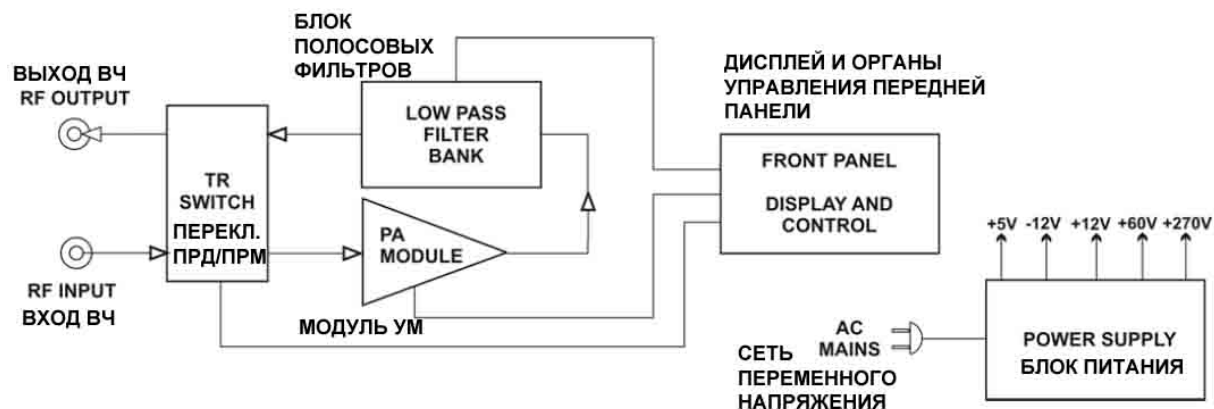 БЛОК
ПОЛОСОВЫХ
ФИЛЬТРОВ
ВЫХОД ВЧ
RF OUTPUT
LOW PASS
FILTER
BANK
ДИСПЛЕЙ И ОРГАНЫ
УПРАВЛЕНИЯ ПЕРЕДНЕЙ
ПАНЕЛИ
FRONT PANEL
DISPLAY AND
CONTROL
TR
SWITCH
ПЕРЕКЛ.
ПРД/ПРМ
PA
MODULE
RF INPUT
ВХОД ВЧ
МОДУЛЬ УМ
+5V -12V +12V +60V +270V
AC
MAINS
POWER SUPPLY
БЛОК ПИТАНИЯ
СЕТЬ
ПЕРЕМЕННОГО
НАПРЯЖЕНИЯ